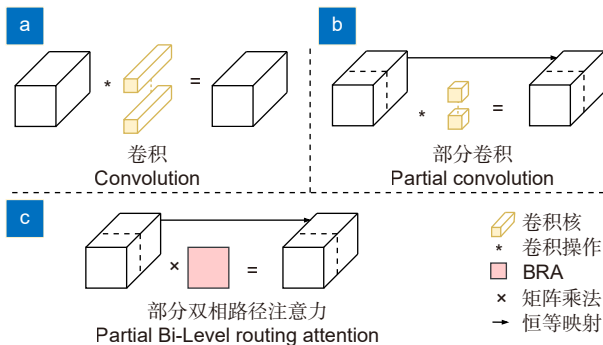 a
b
* =
* =
卷积
Convolution
部分卷积
Partial convolution
c
× =
部分双相路径注意力
Partial Bi-Level routing attention
卷积核
* 卷积操作
BRA
× 矩阵乘法
恒等映射